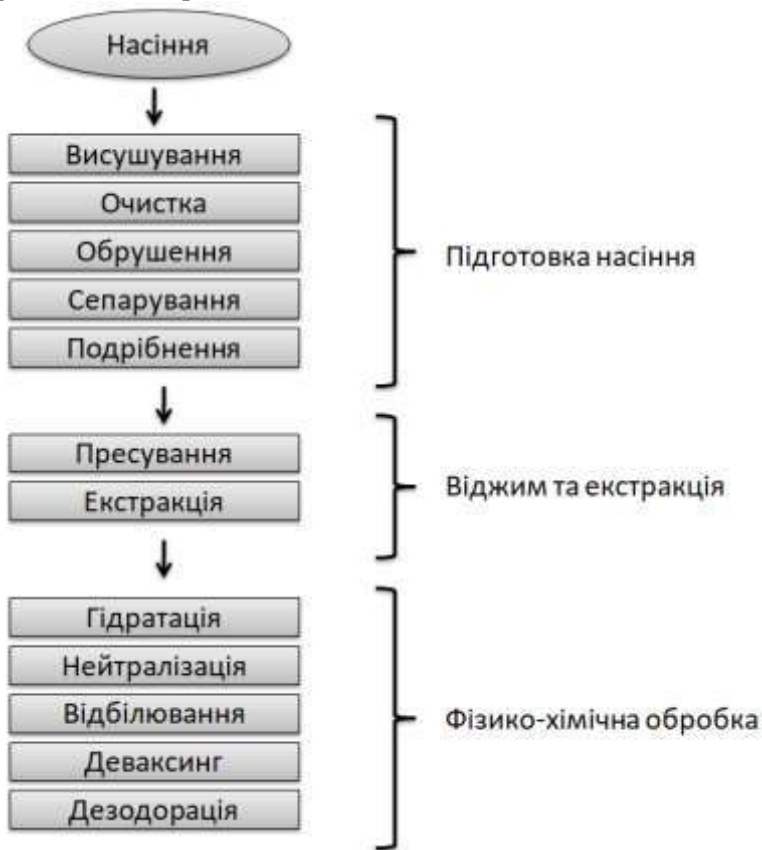 Насіння
Висушування
Очистка
Обрушення
Сепарування
Подрібнення
Підготовка насіння
Пресування
Екстракція
Віджим та екстракція
Гідратація
Нейтралізація
Відбілювання
Деваксинг
Дезодорація
Фізико-хімічна обробка